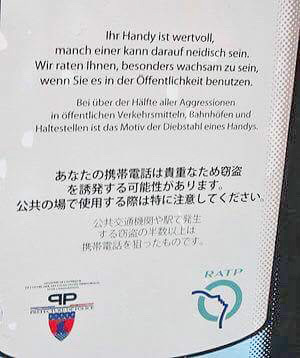 Ihr Handy ist wertvoll,
manch einer kann darauf neidisch sein.
Wir raten Ihnen, besonders wachsam zu sein,
wenn Sie es in der Öffentlichkeit benutzen.
Bei über der Hälfte aller Aggressionen
in öffentlichen Verkehrsmitteln, Bahnhöfen und
Haltestellen ist das Motiv der Diebstahl eines Handys.
あなたの携帯電話は貴重なため窃盗
を誘発する可能性があります。
公共の場で使用する際は特に注意してください。
公共交通機関や駅で発生
する窃盗の半数以上は
携帯電話を狙ったものです。
PP
PREFECTURE DE POLICE
RATP